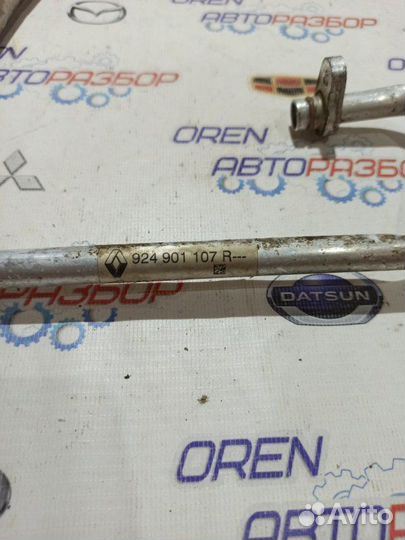 OREN
АВТОРАЗБОР
OREN
АВТОРАЗБОР
924 901 107 R---
РАЗБОР
DATSUN
OREN
АВТОРАЗБОР
Avito